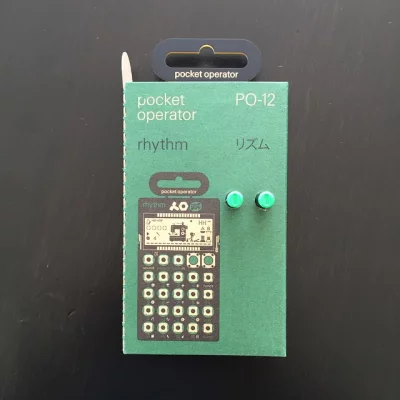 pocket operator
pocket PO-12
operator
rhythm リズム
pocket operator
rhythm